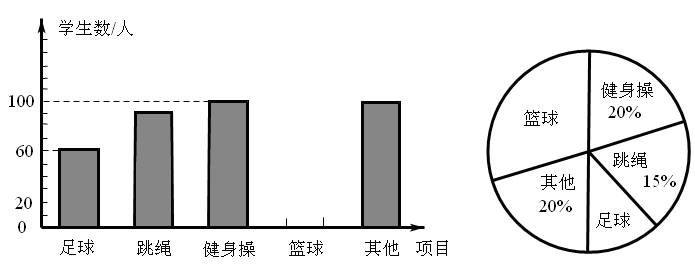 学生数/人
100
60
20
0
足球 跳绳 健身操 篮球 其他 项目
健身操
20%
篮球
跳绳
15%
其他
20%
足球